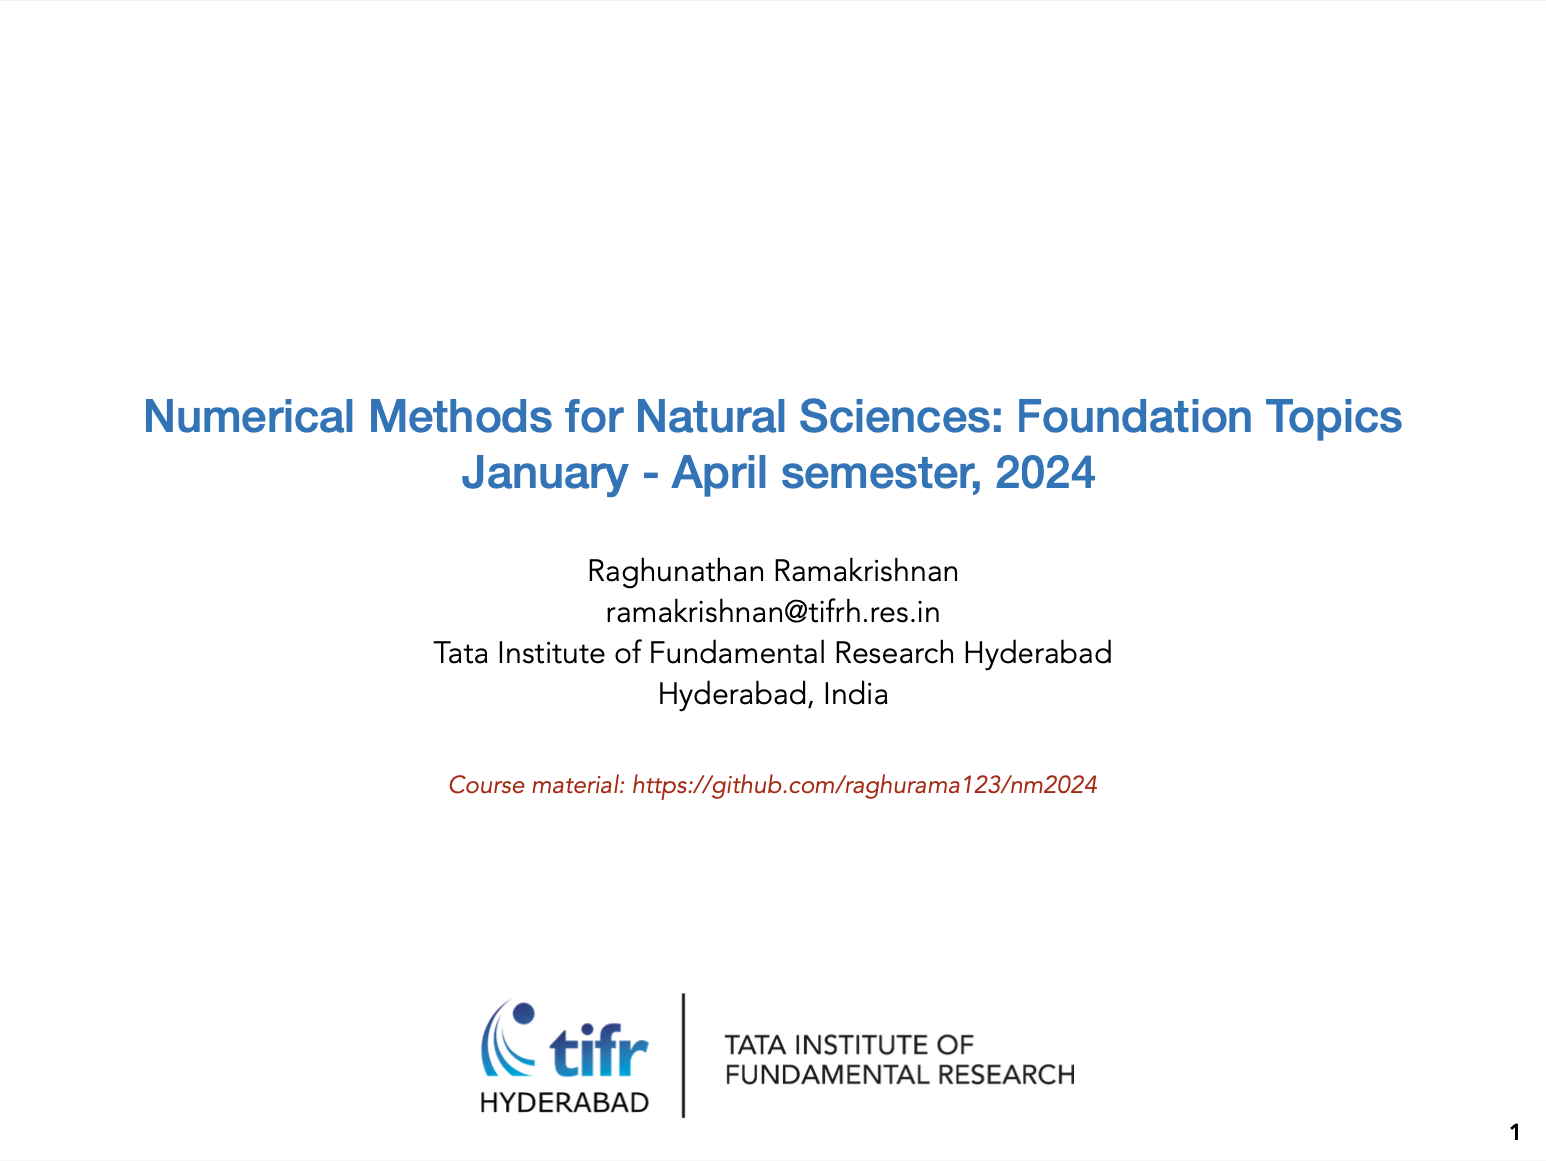 Numerical Methods for Natural Sciences: Foundation Topics
January - April semester, 2024
Raghunathan Ramakrishnan
ramakrishnan@tifrh.res.in
Tata Institute of Fundamental Research Hyderabad
Hyderabad, India
Course material: https://github.com/raghurama123/nm2024
tifr
HYDERABAD
TATA INSTITUTE OF
FUNDAMENTAL RESEARCH
1